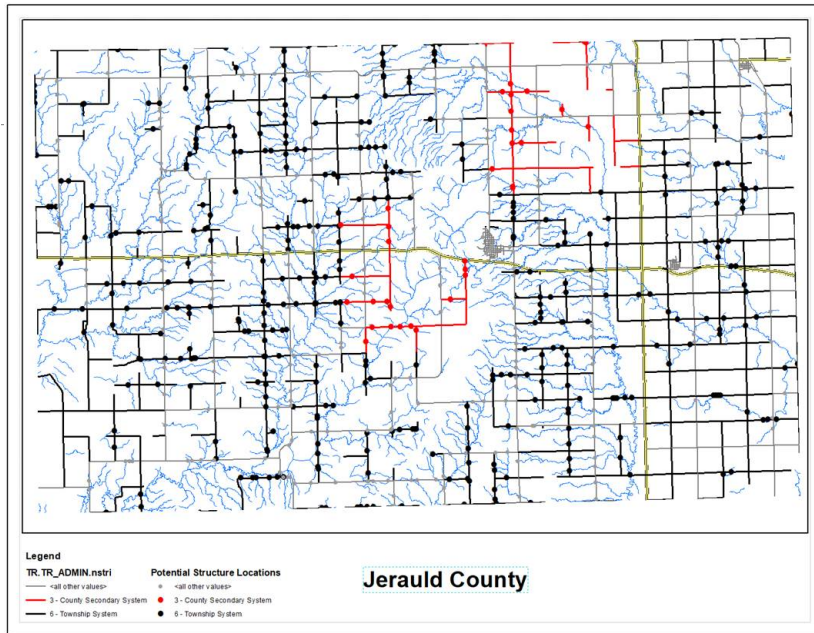 Legend
TR.TR_ADMIN.nstri
<all other values>
3 - County Secondary System
6 - Township System
Potential Structure Locations
<all other values>
3 - County Secondary System
6 - Township System
Jerauld County